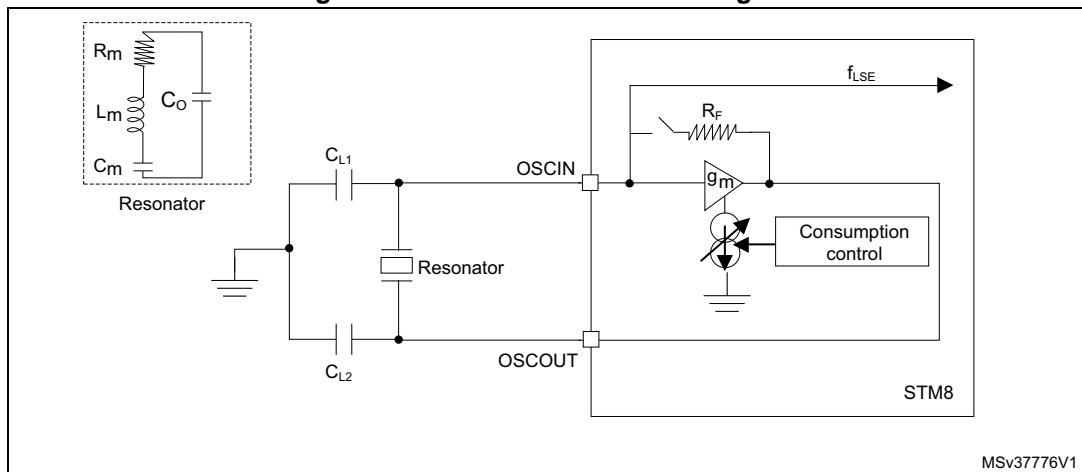 Rm
Lm
CO
Cm
Resonator
CL1
CL2
Resonator
OSCIN
OSCOUT
fLSE
RF
gm
Consumption
control
STM8
MSv37776V1